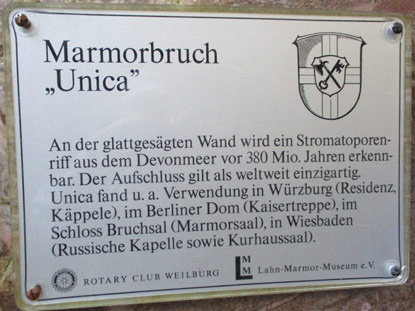 Marmorbruch
„Unica”
An der glattgesägten Wand wird ein Stromatoporen-
riff aus dem Devonmeer vor 380 Mio. Jahren erkenn-
bar. Der Aufschluss gilt als weltweit einzigartig.
Unica fand u. a. Verwendung in Würzburg (Residenz,
Käppele), im Berliner Dom (Kaisertreppe), im
Schloss Bruchsal (Marmorsaal), in Wiesbaden
(Russische Kapelle sowie Kurhaussaal).
ROTARY CLUB WEILBURG
LMM Lahn-Marmor-Museum e.V.